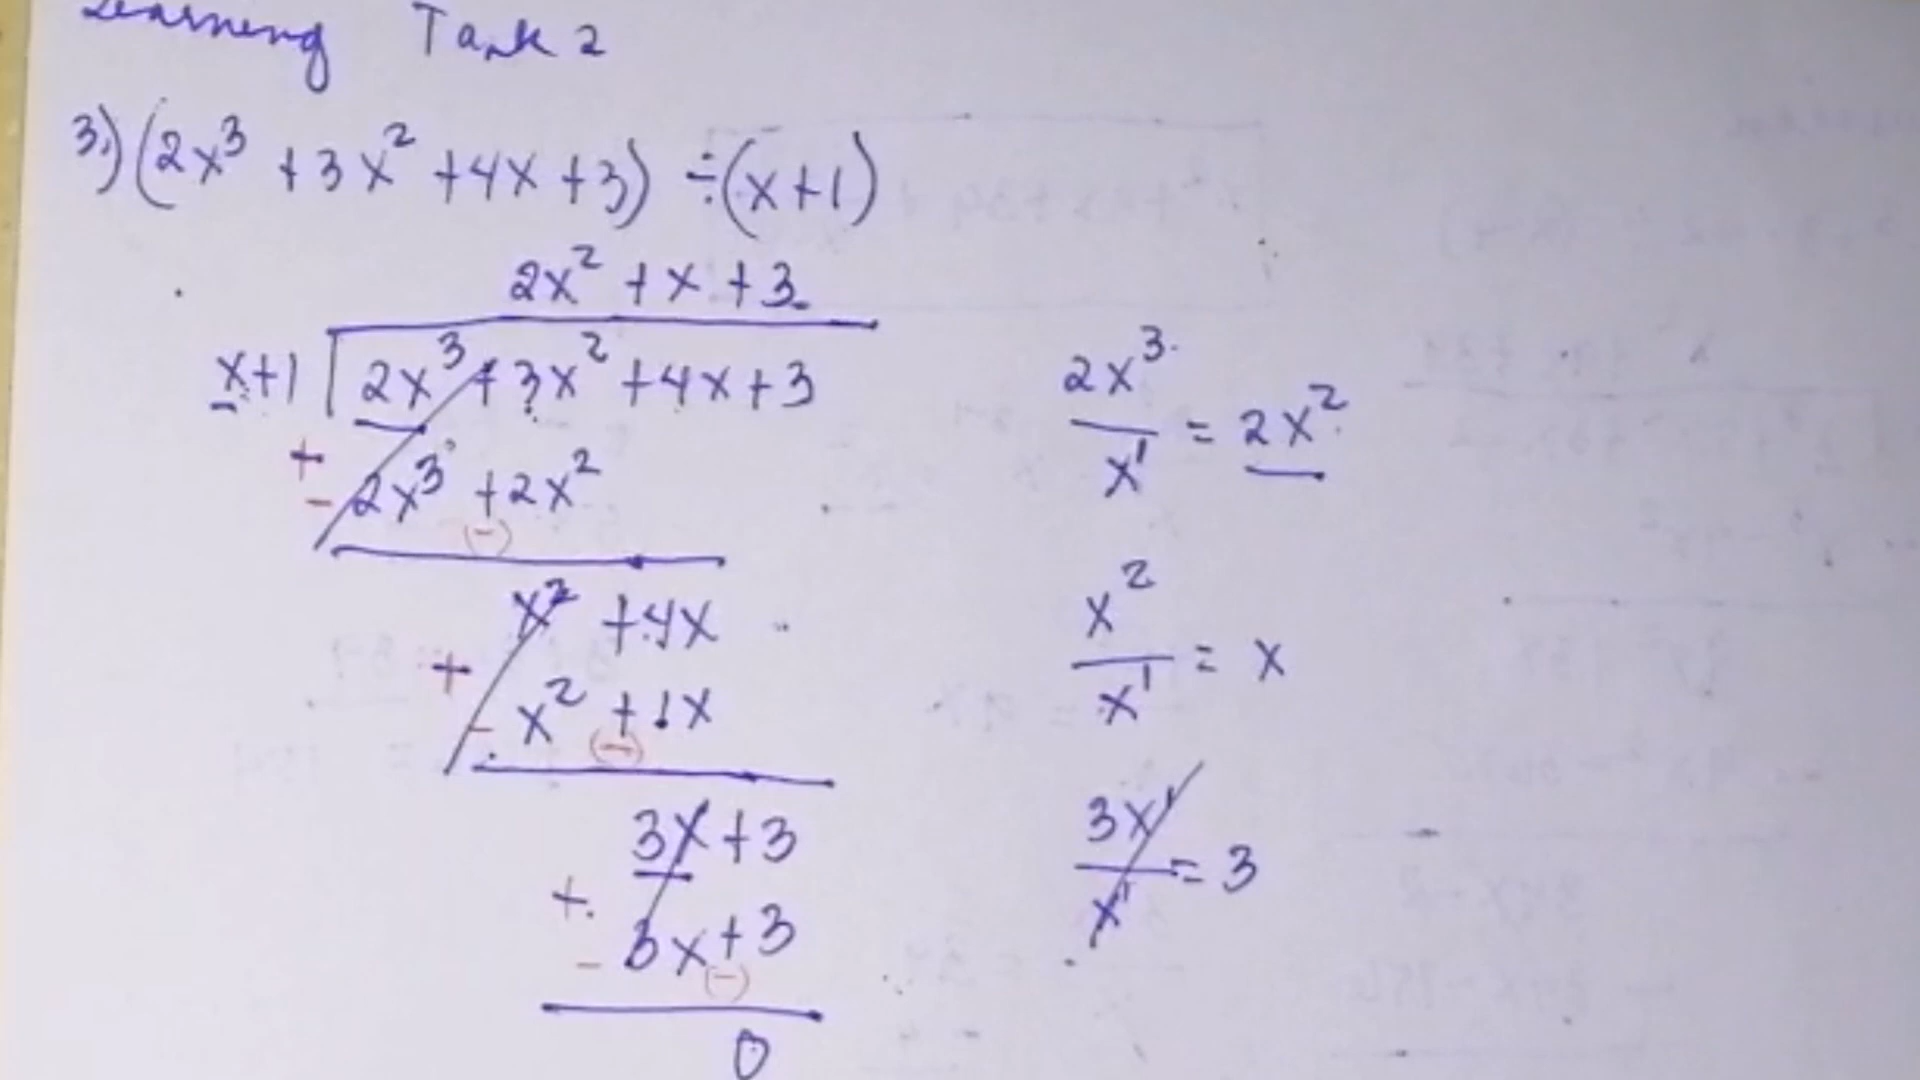 Learning Task 2
3.) (2x³ + 3x² + 4x + 3) ÷ (x+1)
2x² + x + 3
x+1 2x³ + 3x² + 4x + 3
+
- 2x³ + 2x²
(-)
x² + 4x
+
- x² + 1x
(-)
3x + 3
+
- 3x + 3
(-)
0
2x³
= 2x²
x¹
x²
= x
x¹
3x¹
= 3
x¹